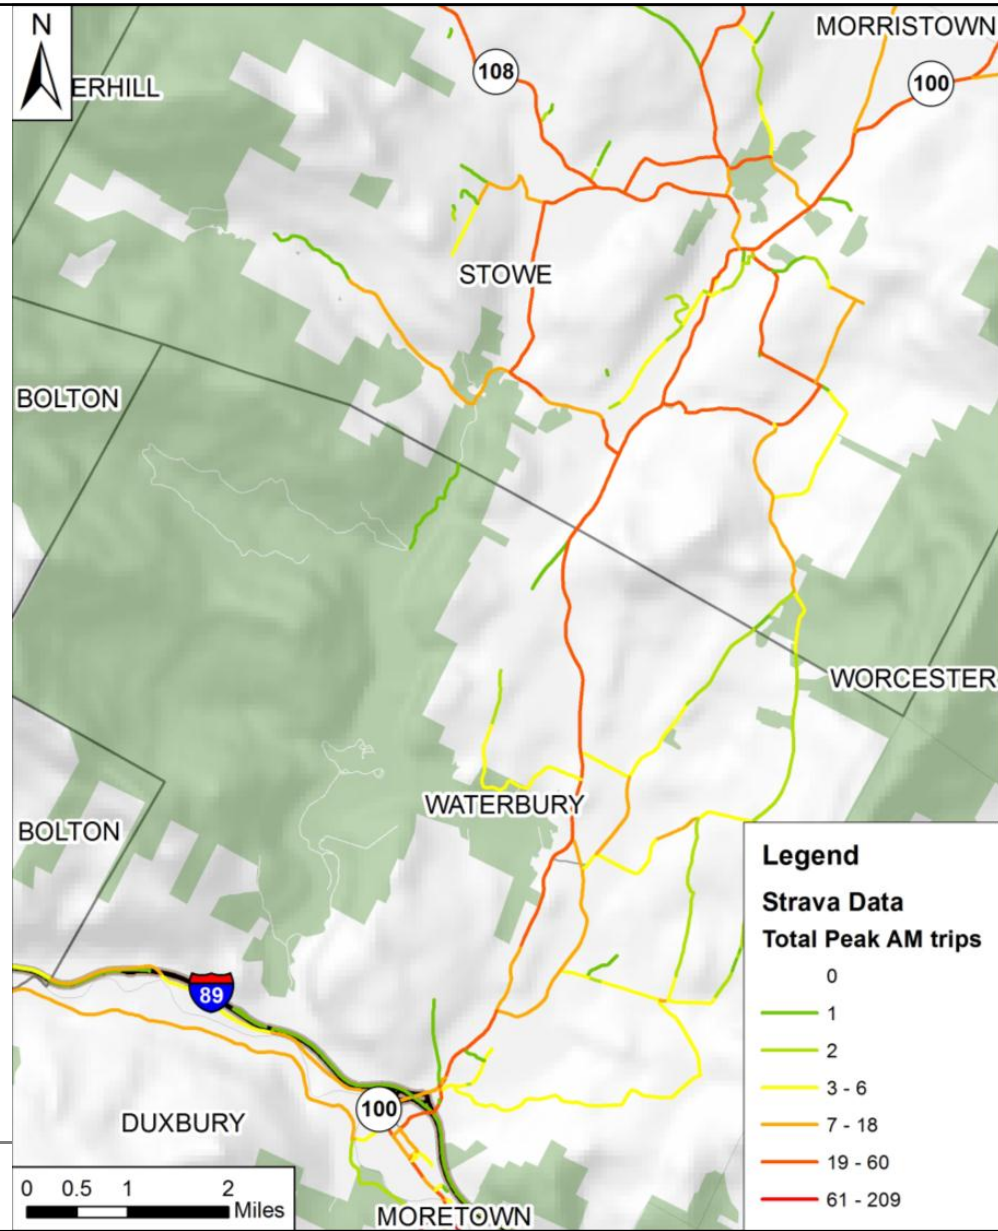 N
MORRISTOWN
108
100
ERHILL
STOWE
BOLTON
WORCESTER
WATERBURY
BOLTON
89
100
DUXBURY
MORETOWN
0 0.5 1 2
Miles
Legend
Strava Data
Total Peak AM trips
0
1
2
3 - 6
7 - 18
19 - 60
61 - 209